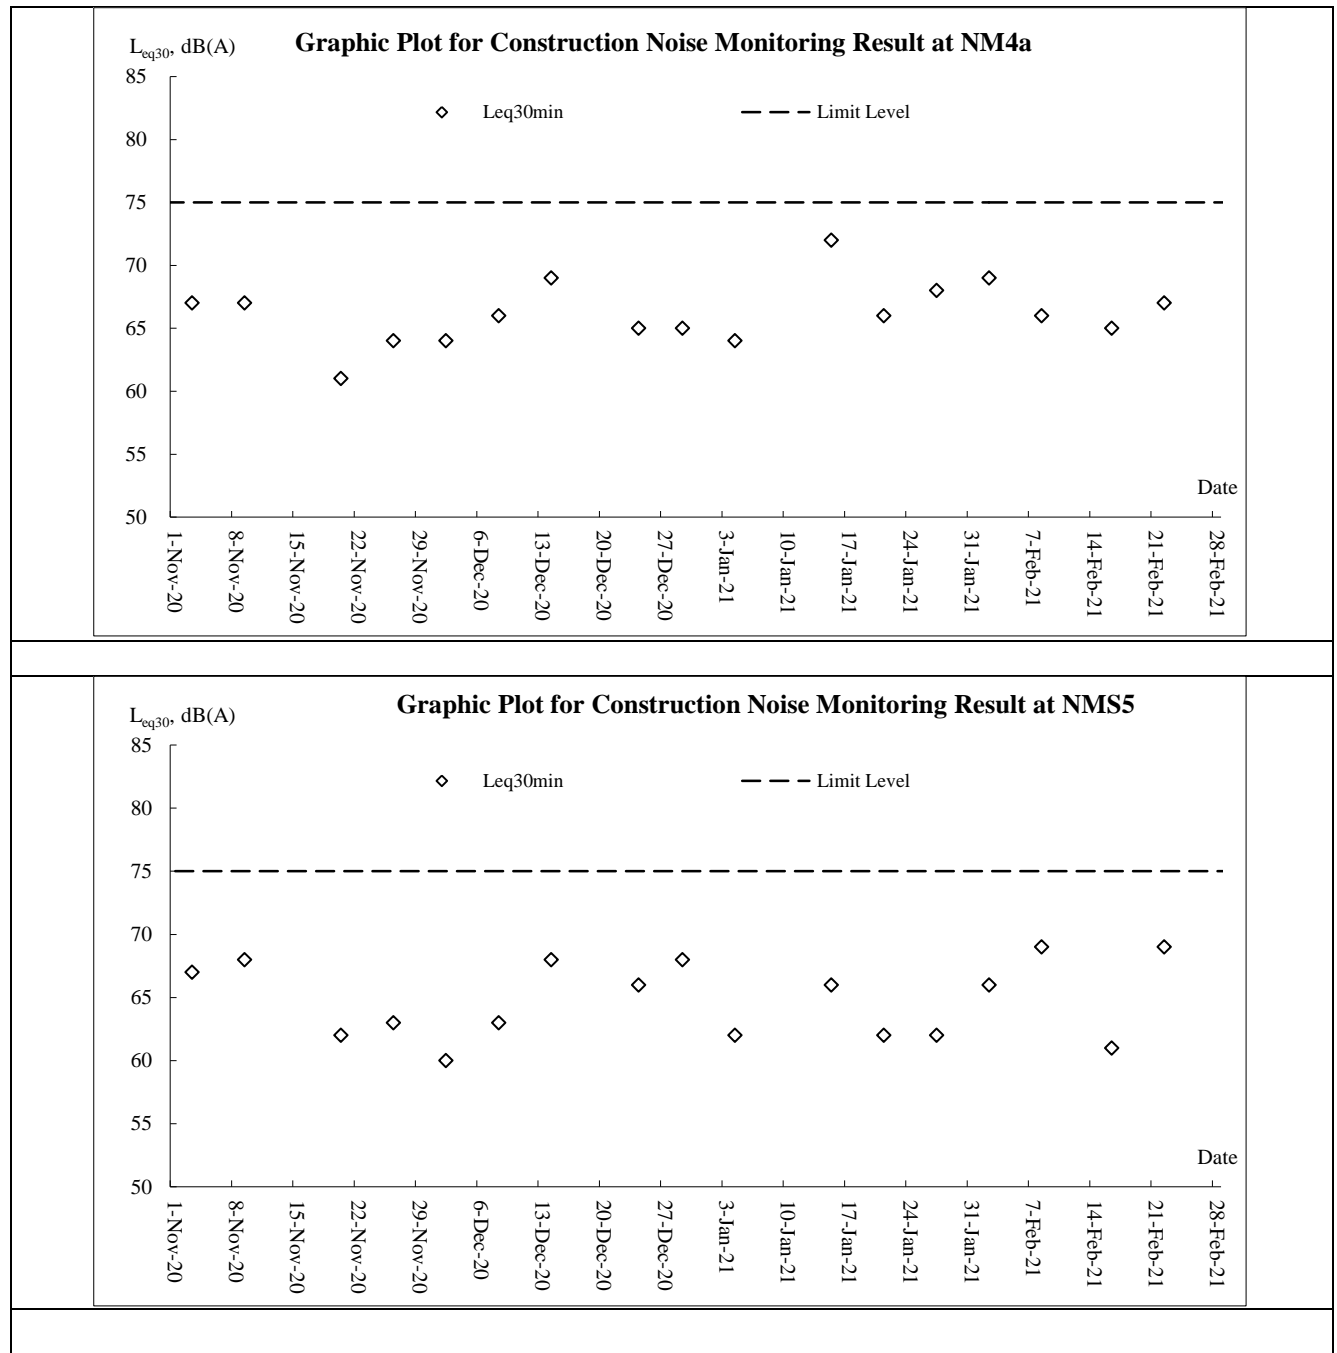 Graphic Plot for Construction Noise Monitoring Result at NM4a
Leq30, dB(A)
Leq30min
Limit Level
85
80
75
70
65
60
55
50
Date
1-Nov-20
8-Nov-20
15-Nov-20
22-Nov-20
29-Nov-20
6-Dec-20
13-Dec-20
20-Dec-20
27-Dec-20
3-Jan-21
10-Jan-21
17-Jan-21
24-Jan-21
31-Jan-21
7-Feb-21
14-Feb-21
21-Feb-21
28-Feb-21
Graphic Plot for Construction Noise Monitoring Result at NMS5
Leq30, dB(A)
Leq30min
Limit Level
85
80
75
70
65
60
55
50
Date
1-Nov-20
8-Nov-20
15-Nov-20
22-Nov-20
29-Nov-20
6-Dec-20
13-Dec-20
20-Dec-20
27-Dec-20
3-Jan-21
10-Jan-21
17-Jan-21
24-Jan-21
31-Jan-21
7-Feb-21
14-Feb-21
21-Feb-21
28-Feb-21